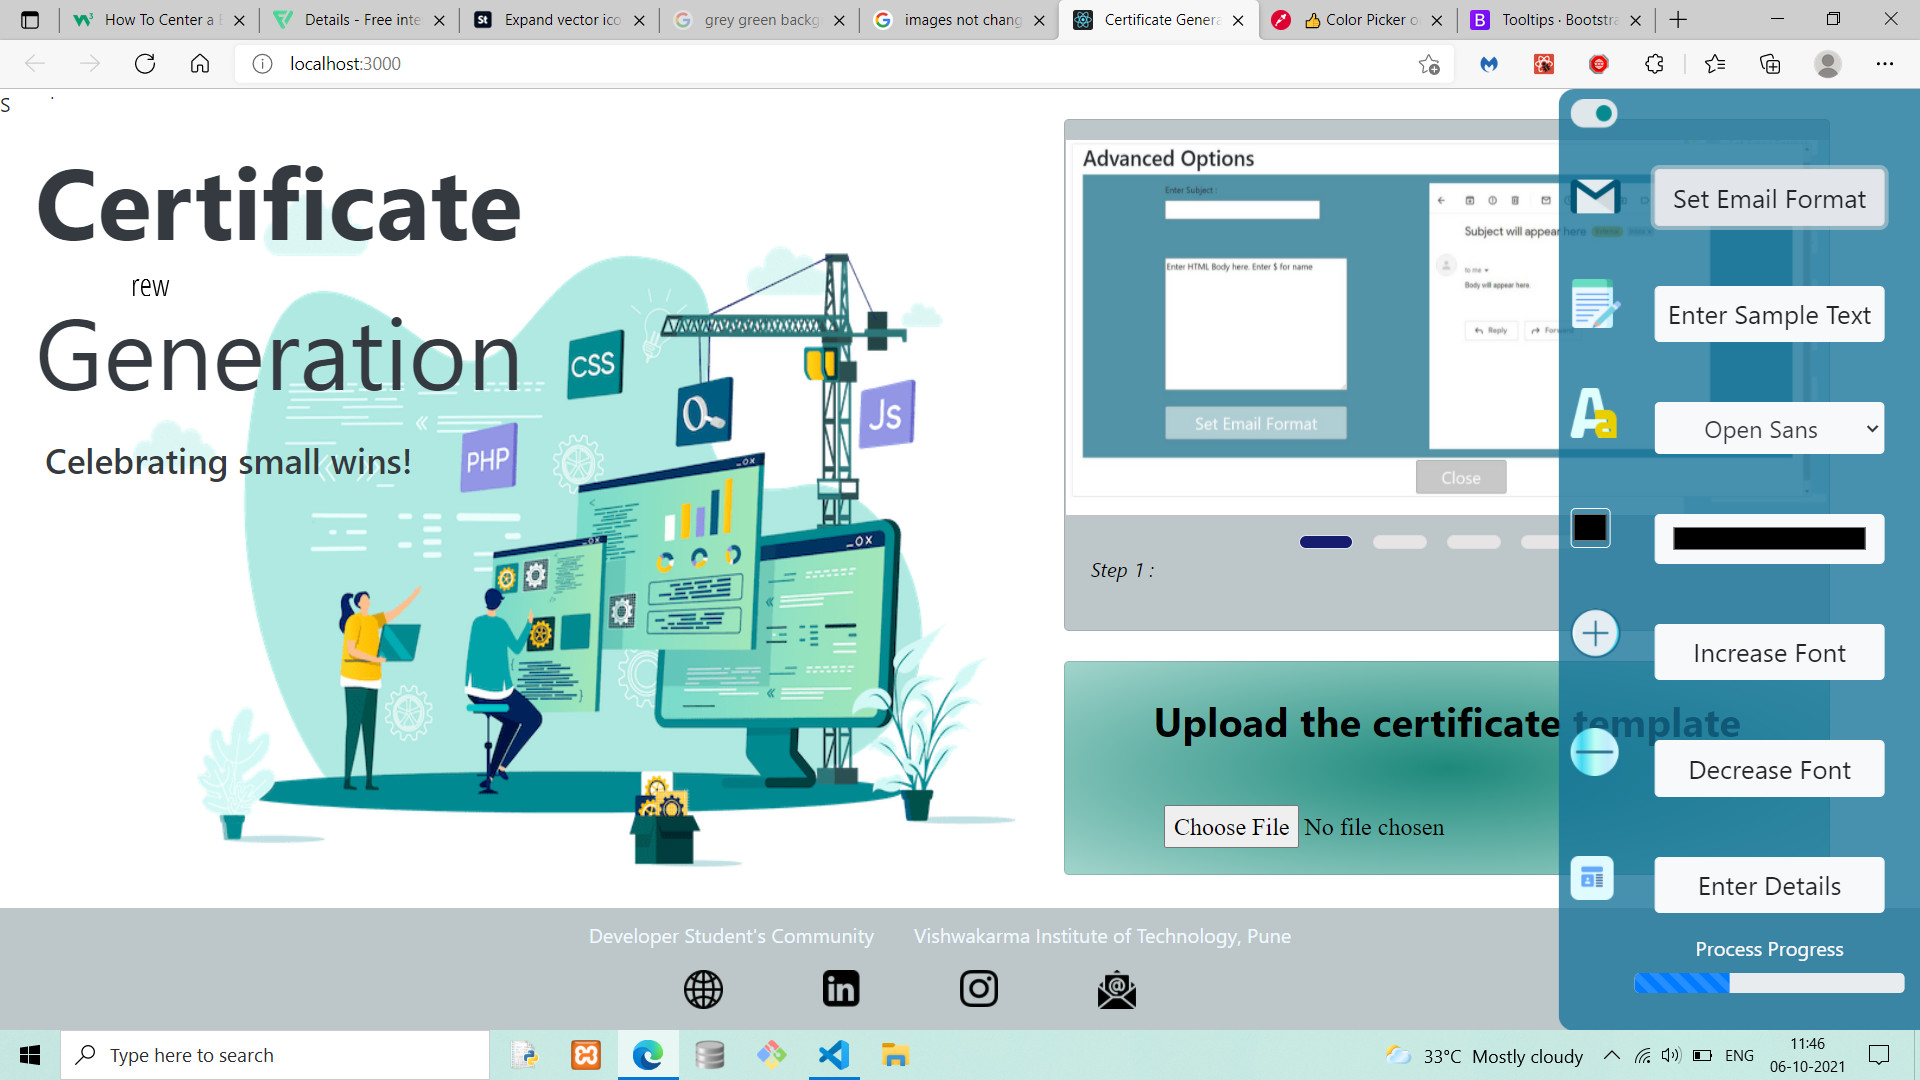 How To Center a D
Details - Free inte
Expand vector ico
grey green backg
images not chang
Certificate Genera
👍 Color Picker o
Tooltips · Bootstra
localhost:3000
S
Certificate
rew
Generation
Celebrating small wins!
CSS
PHP
Js
Advanced Options
Enter Subject :
Enter HTML Body here. Enter $ for name
Set Email Format
Subject will appear here
to me
Body will appear here
Reply
Forw
Close
Step 1 :
Upload the certificate template
Choose File No file chosen
Set Email Format
Enter Sample Text
Open Sans
Increase Font
Decrease Font
Enter Details
Process Progress
Developer Student's Community Vishwakarma Institute of Technology, Pune
Type here to search
33°C Mostly cloudy
ENG
11:46
06-10-2021